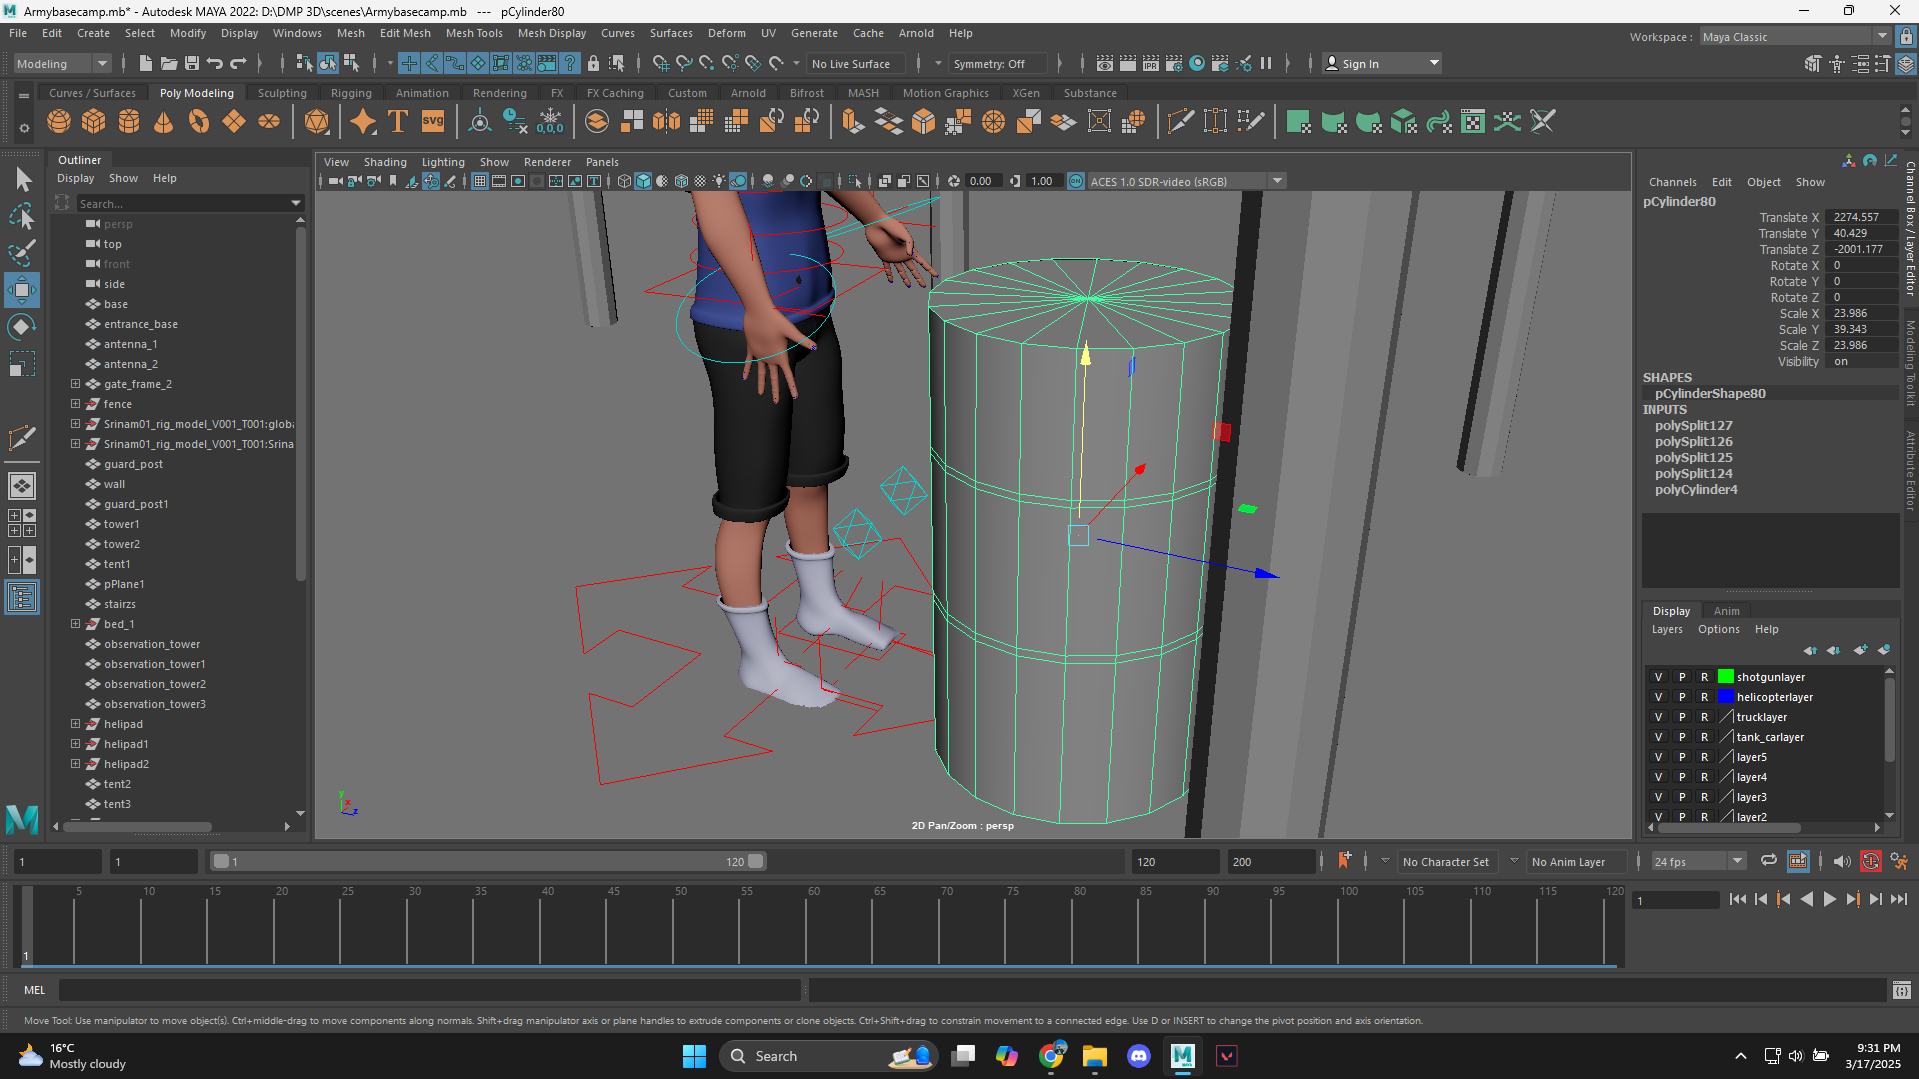 Armybasecamp.mb* - Autodesk MAYA 2022: D:\DMP 3D\scenes\Armybasecamp.mb --- pCylinder80
File Edit Create Select Modify Display Windows Mesh Edit Mesh Mesh Tools Mesh Display Curves Surfaces Deform UV Generate Cache Arnold Help
Workspace : Maya Classic
Modeling No Live Surface Symmetry: Off Sign In
Curves / Surfaces Poly Modeling Sculpting Rigging Animation Rendering FX FX Caching Custom Arnold Bifrost MASH Motion Graphics XGen Substance
T svg 0,0,0
Outliner
Display Show Help
Search...
persp
top
front
side
base
entrance_base
antenna_1
antenna_2
gate_frame_2
fence
Srinam01_rig_model_V001_T001:globa
Srinam01_rig_model_V001_T001:Srina
guard_post
wall
guard_post1
tower1
tower2
tent1
pPlane1
stairzs
bed_1
observation_tower
observation_tower1
observation_tower2
observation_tower3
helipad
helipad1
helipad2
tent2
tent3
View Shading Lighting Show Renderer Panels
0.00 1.00 ACES 1.0 SDR-video (sRGB)
y x z
2D Pan/Zoom : persp
Channels Edit Object Show
pCylinder80
Translate X 2274.557
Translate Y 40.429
Translate Z -2001.177
Rotate X 0
Rotate Y 0
Rotate Z 0
Scale X 23.986
Scale Y 39.343
Scale Z 23.986
Visibility on
SHAPES
pCylinderShape80
INPUTS
polySplit127
polySplit126
polySplit125
polySplit124
polyCylinder4
Channel Box / Layer Editor
Modeling Toolkit
Attribute Editor
Display Anim
Layers Options Help
V P R shotgunlayer
V P R helicopterlayer
V P R trucklayer
V P R tank_carlayer
V P R layer5
V P R layer4
V P R layer3
V P R layer2
1 1 1 120 120 200 No Character Set No Anim Layer 24 fps
5 10 15 20 25 30 35 40 45 50 55 60 65 70 75 80 85 90 95 100 105 110 115 120
1 1
MEL
Move Tool: Use manipulator to move object(s). Ctrl+middle-drag to move components along normals. Shift+drag manipulator axis or plane handles to extrude components or clone objects. Ctrl+Shift+drag to constrain movement to a connected edge. Use D or INSERT to change the pivot position and axis orientation.
16°C
Mostly cloudy
Search
9:31 PM
3/17/2025